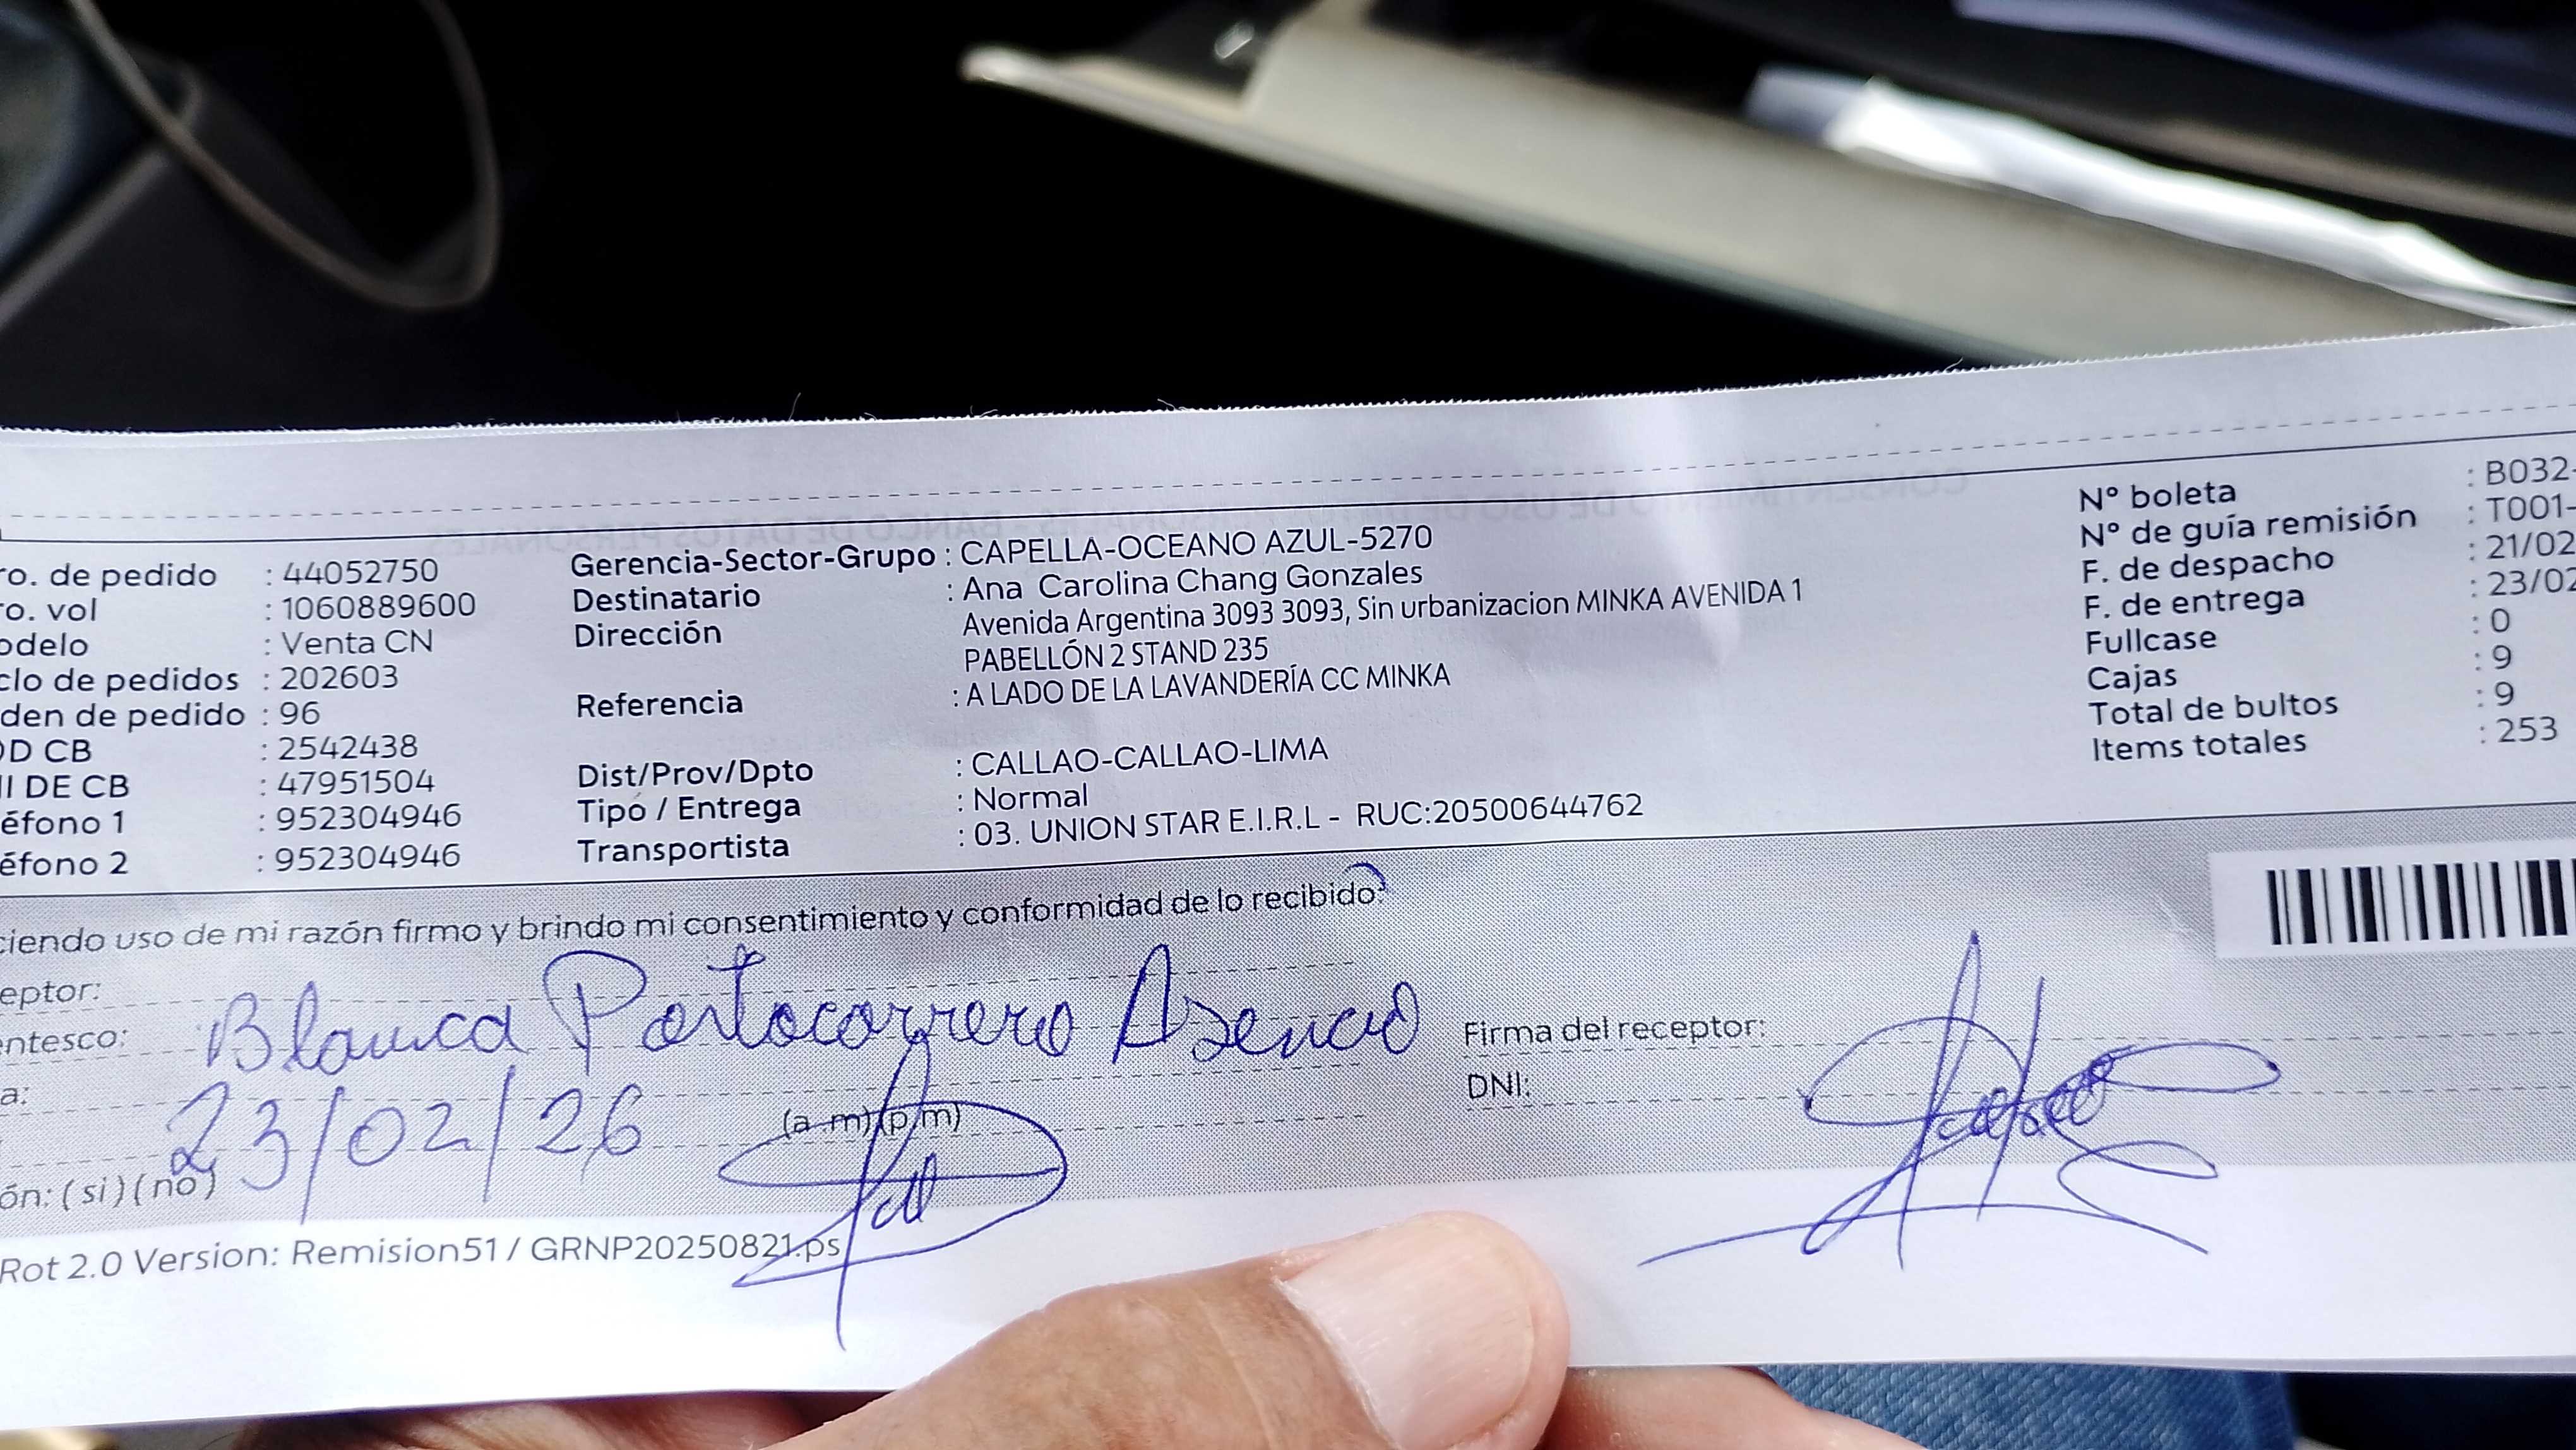 ro. de pedido : 44052750
ro. vol : 1060889600
odelo : Venta CN
clo de pedidos : 202603
den de pedido : 96
OD CB : 2542438
II DE CB : 47951504
éfono 1 : 952304946
éfono 2 : 952304946
Gerencia-Sector-Grupo : CAPELLA-OCEANO AZUL-5270
Destinatario : Ana Carolina Chang Gonzales
Dirección Avenida Argentina 3093 3093, Sin urbanizacion MINKA AVENIDA 1
PABELLÓN 2 STAND 235
Referencia : A LADO DE LA LAVANDERÍA CC MINKA
Dist/Prov/Dpto : CALLAO-CALLAO-LIMA
Tipo / Entrega : Normal
Transportista : 03. UNION STAR E.I.R.L - RUC:20500644762
Nº boleta : B032-
Nº de guía remisión : T001-
F. de despacho : 21/02
F. de entrega : 23/02
Fullcase : 0
Cajas : 9
Total de bultos : 9
Items totales : 253
ciendo uso de mi razón firmo y brindo mi consentimiento y conformidad de lo recibido:
eptor:
entesco: Blanca Portocarrero Asencio
Firma del receptor:
a: 23/02/26 (a m)(p m)
DNI:
ón: (si)(no)
Rot 2.0 Version: Remision51 / GRNP20250821.ps